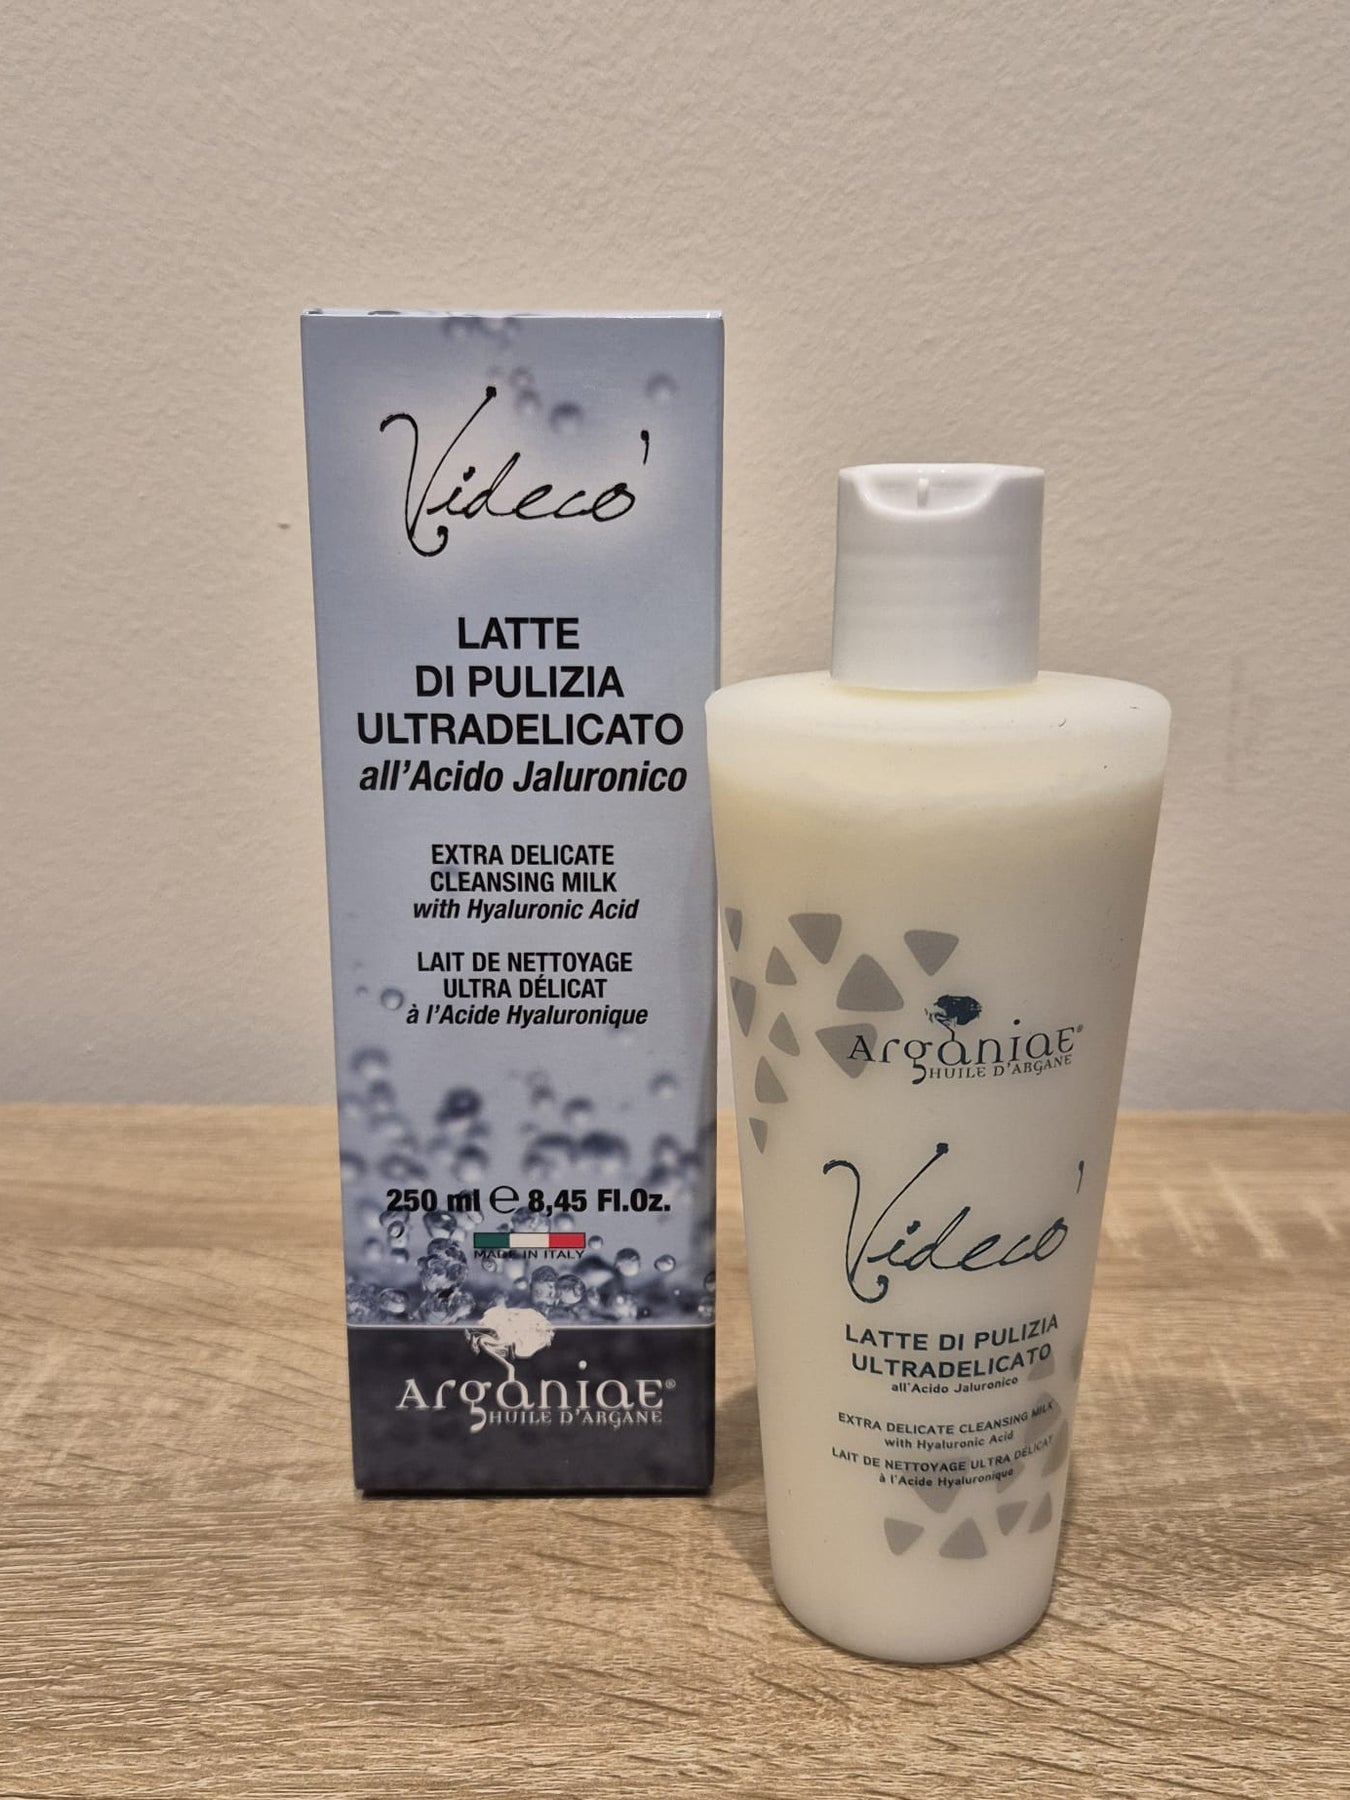 Videcò
LATTE
DI PULIZIA
ULTRADELICATO
all'Acido Jaluronico
EXTRA DELICATE
CLEANSING MILK
with Hyaluronic Acid
LAIT DE NETTOYAGE
ULTRA DÉLICAT
à l'Acide Hyaluronique
250 ml ℮ 8,45 Fl.Oz.
MADE IN ITALY
Arganiae®
HUILE D'ARGANE
Arganiae®
HUILE D'ARGANE
Videcò
LATTE DI PULIZIA
ULTRADELICATO
all'Acido Jaluronico
EXTRA DELICATE CLEANSING MILK
with Hyaluronic Acid
LAIT DE NETTOYAGE ULTRA DÉLICAT
à l'Acide Hyaluronique